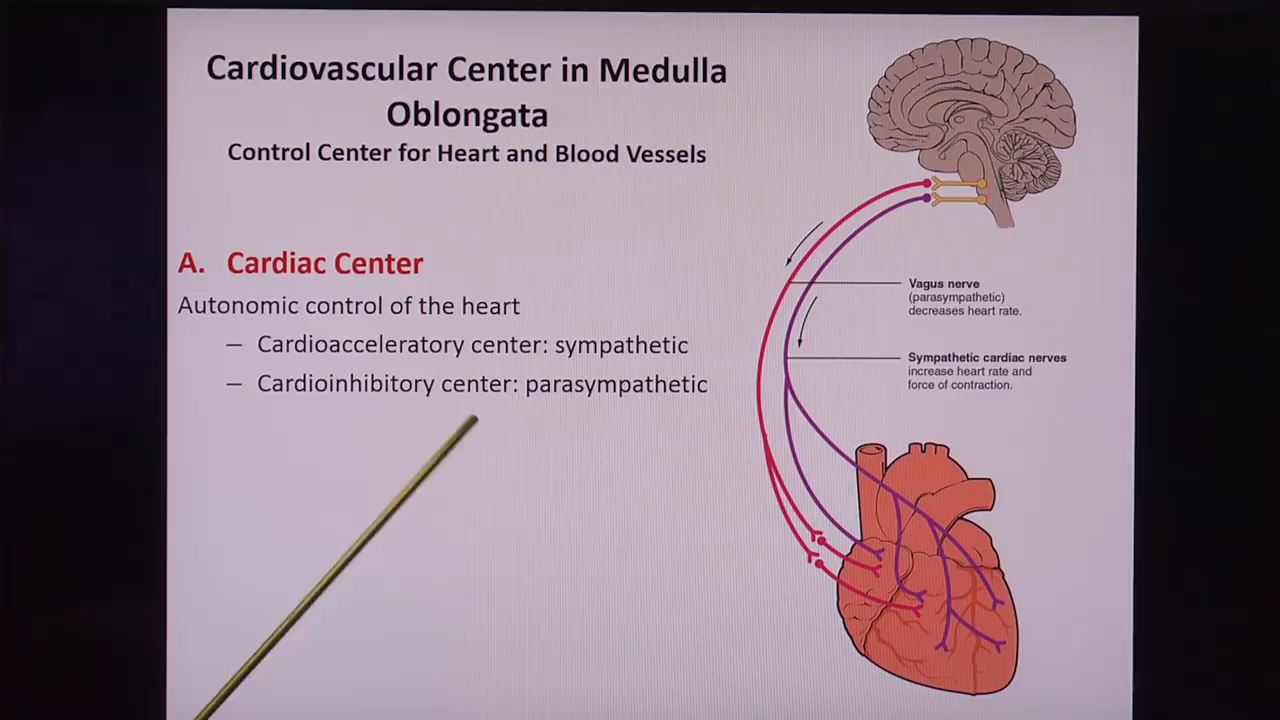 Cardiovascular Center in Medulla
Oblongata
Control Center for Heart and Blood Vessels
A. Cardiac Center
Autonomic control of the heart
– Cardioacceleratory center: sympathetic
– Cardioinhibitory center: parasympathetic
Vagus nerve
(parasympathetic)
decreases heart rate.
Sympathetic cardiac nerves
increase heart rate and
force of contraction.